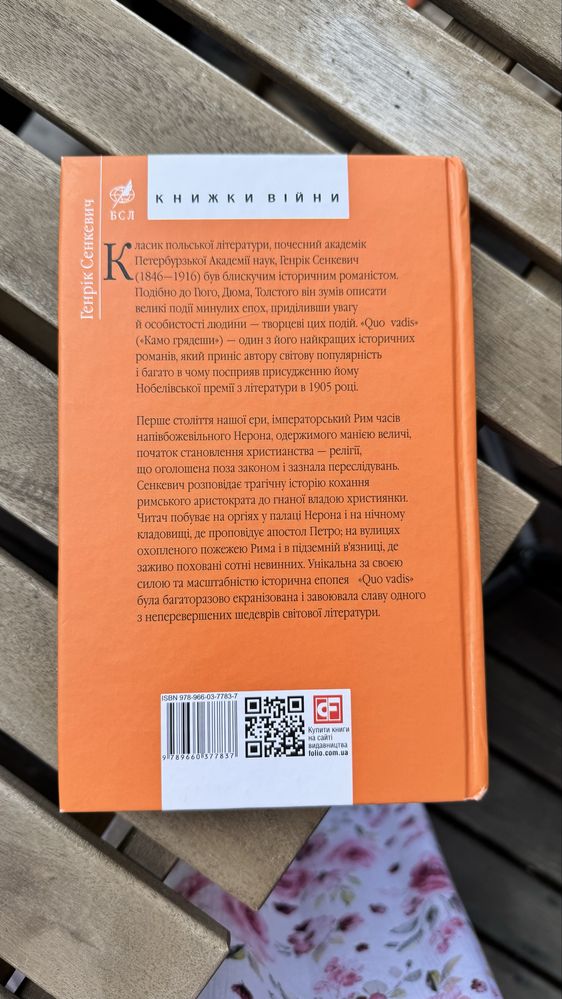 Генрік Сенкевич
БСЛ
КНИЖКИ ВІЙНИ
Класик польської літератури, почесний академік
Петербурзької Академії наук, Генрік Сенкевич
(1846—1916) був блискучим історичним романістом.
Подібно до Гюго, Дюма, Толстого він зумів описати
великі події минулих епох, приділивши увагу
й особистості людини — творцеві цих подій. «Quo vadis»
(«Камо грядеши») — один з його найкращих історичних
романів, який приніс автору світову популярність
і багато в чому посприяв присудженню йому
Нобелівської премії з літератури в 1905 році.
Перше століття нашої ери, імператорський Рим часів
напівбожевільного Нерона, одержимого манією величі,
початок становлення християнства — релігії,
що оголошена поза законом і зазнала переслідувань.
Сенкевич розповідає трагічну історію кохання
римського аристократа до гнаної владою християнки.
Читач побуває на оргіях у палаці Нерона і на нічному
кладовищі, де проповідує апостол Петро; на вулицях
охопленого пожежею Рима і в підземній в'язниці, де
заживо поховані сотні невинних. Унікальна за своєю
силою та масштабністю історична епопея «Quo vadis»
була багаторазово екранізована і завоювала славу одного
з неперевершених шедеврів світової літератури.
ISBN 978-966-03-7783-7
9 789660 377837
CF
Купити книги
на сайті
видавництва
folio.com.ua